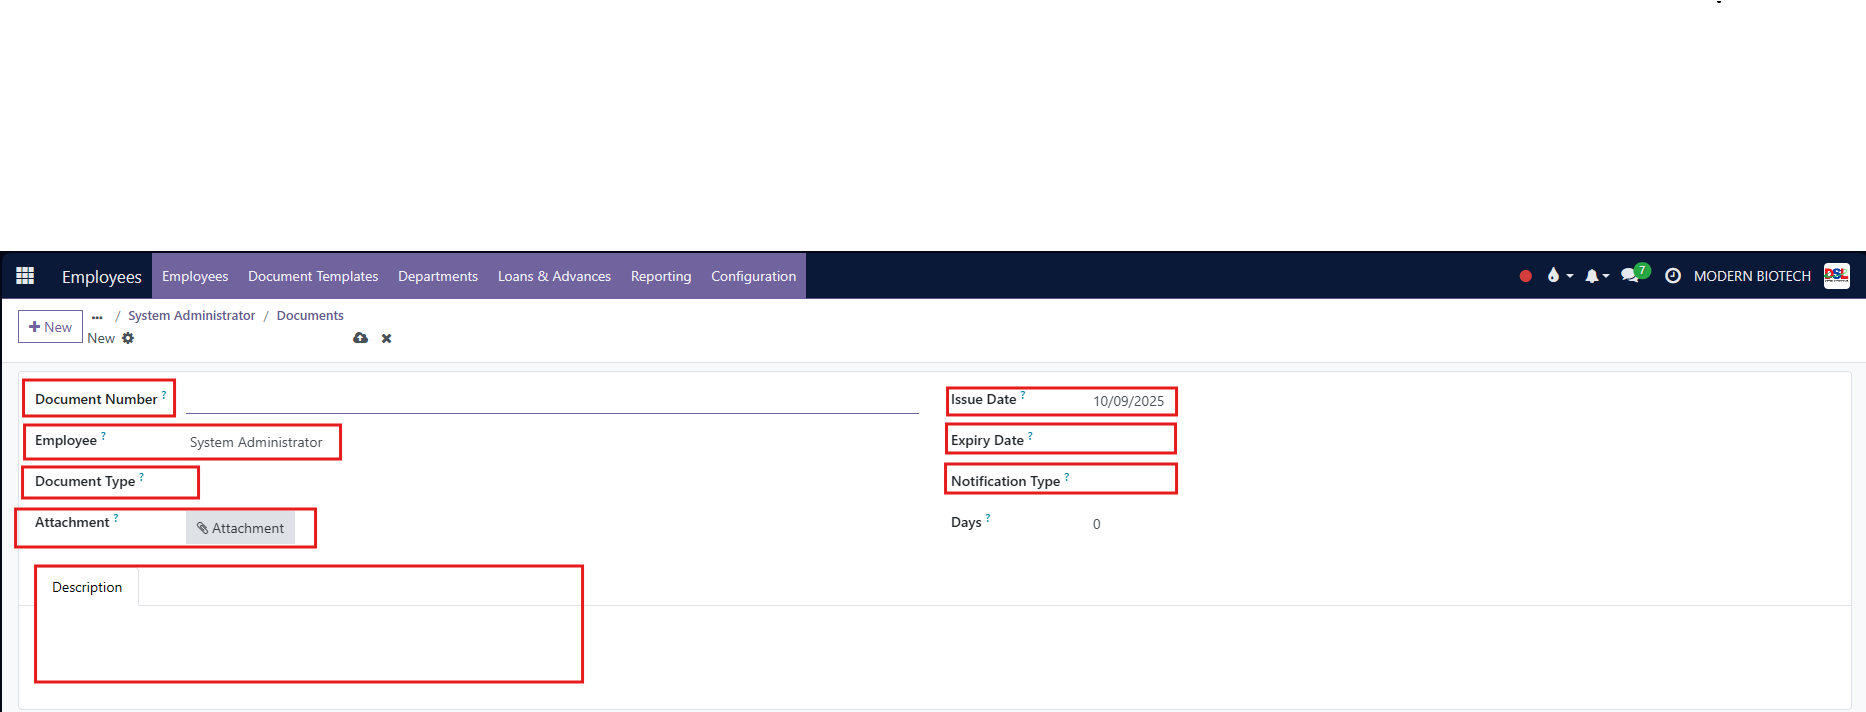 Employees Employees Document Templates Departments Loans & Advances Reporting Configuration 7 MODERN BIOTECH DSL
New ... / System Administrator / Documents
New
Document Number ?
Issue Date ? 10/09/2025
Employee ? System Administrator
Expiry Date ?
Document Type ?
Notification Type ?
Attachment ? Attachment
Days ? 0
Description